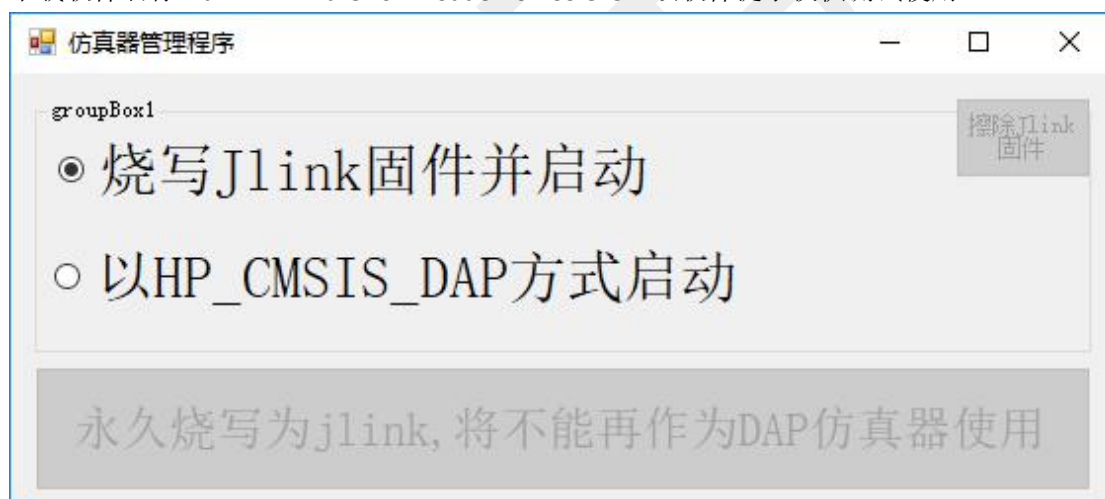 仿真器管理程序
groupBox1
擦除Jlink
固件
烧写Jlink固件并启动
以HP_CMSIS_DAP方式启动
永久烧写为jlink,将不能再作为DAP仿真器使用